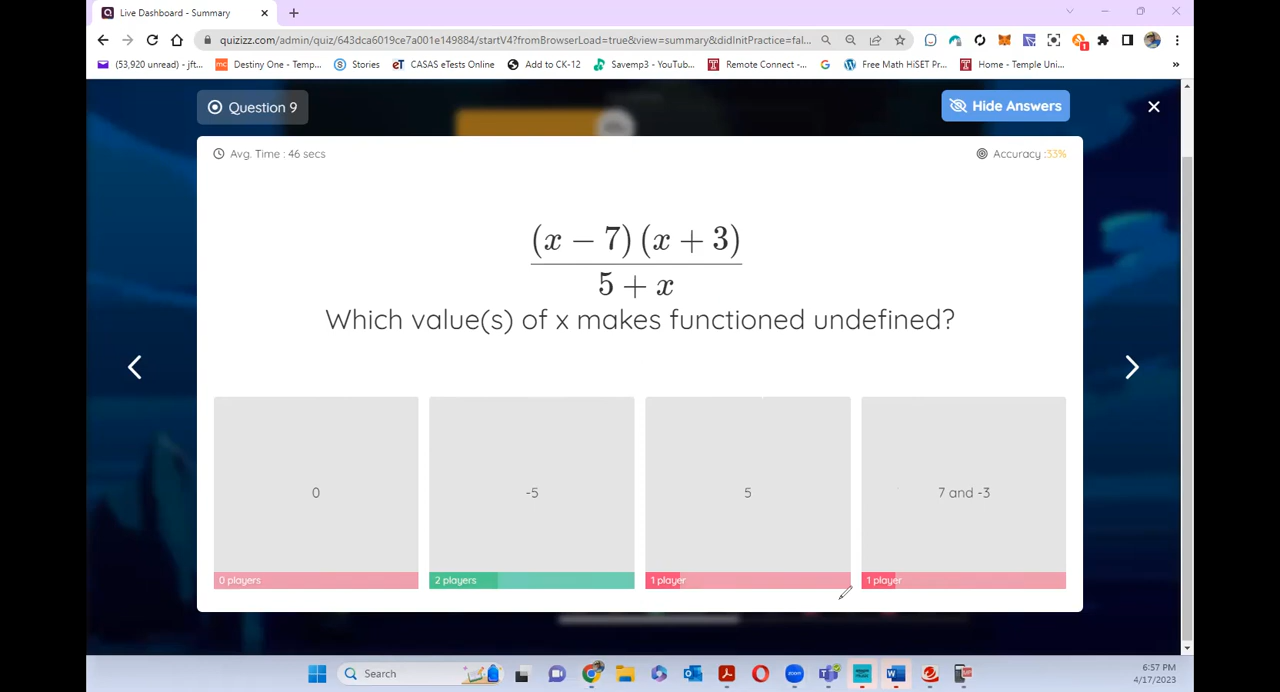 Live Dashboard - Summary
quizizz.com/admin/quiz/643dca6019ce7a001e149884/startV4?fromBrowserLoad=true&view=summary&didInitPractice=fal...
(53,920 unread) - jft... Destiny One - Temp... Stories CASAS eTests Online Add to CK-12 Savemp3 - YouTub... Remote Connect -... Free Math HiSET Pr... Home - Temple Uni... »
Question 9
Hide Answers
Avg. Time : 46 secs
Accuracy :33%
(x − 7) (x + 3)
5 + x
Which value(s) of x makes functioned undefined?
0
-5
5
7 and -3
0 players
2 players
1 player
1 player
Search
6:57 PM
4/17/2023